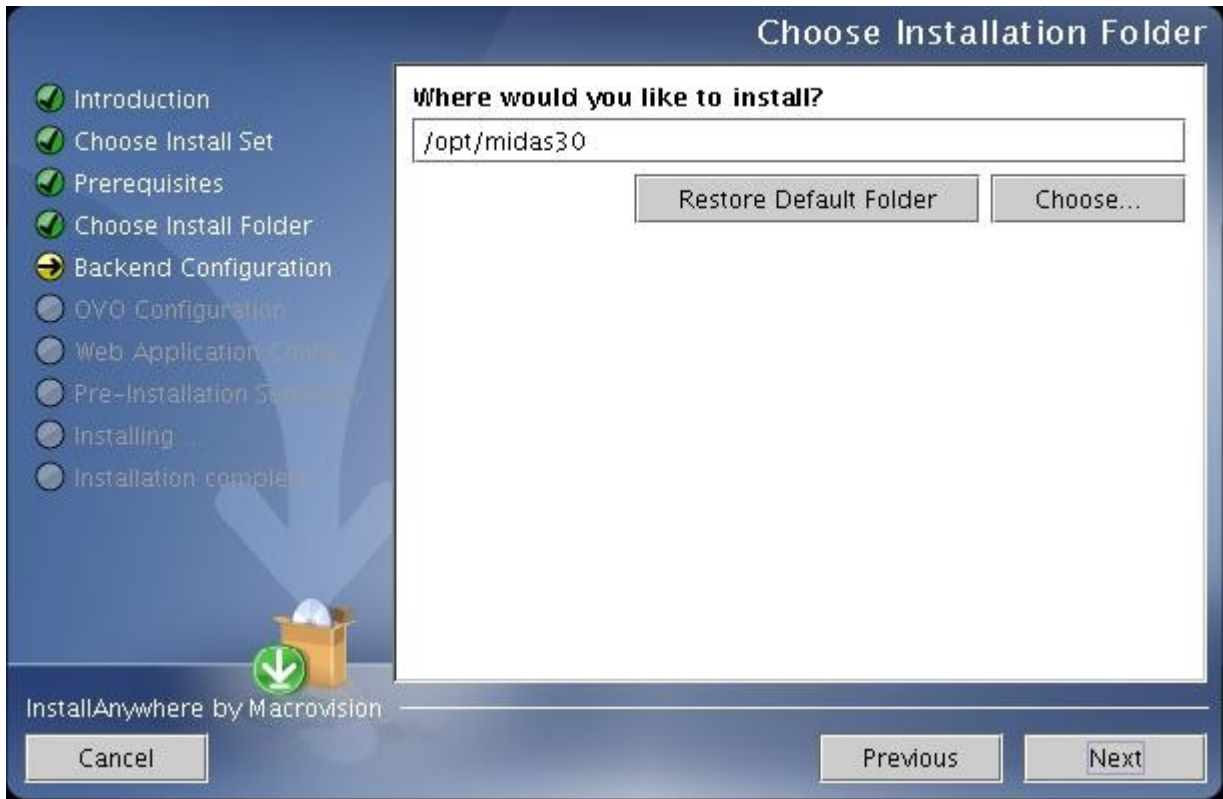 Choose Installation Folder
Introduction
Choose Install Set
Prerequisites
Choose Install Folder
Backend Configuration
OVO Configuration
Web Application
Pre-Installation
Installing ...
Installation complete
Where would you like to install?
/opt/midas30
Restore Default Folder
Choose...
InstallAnywhere by Macrovision
Cancel
Previous
Next